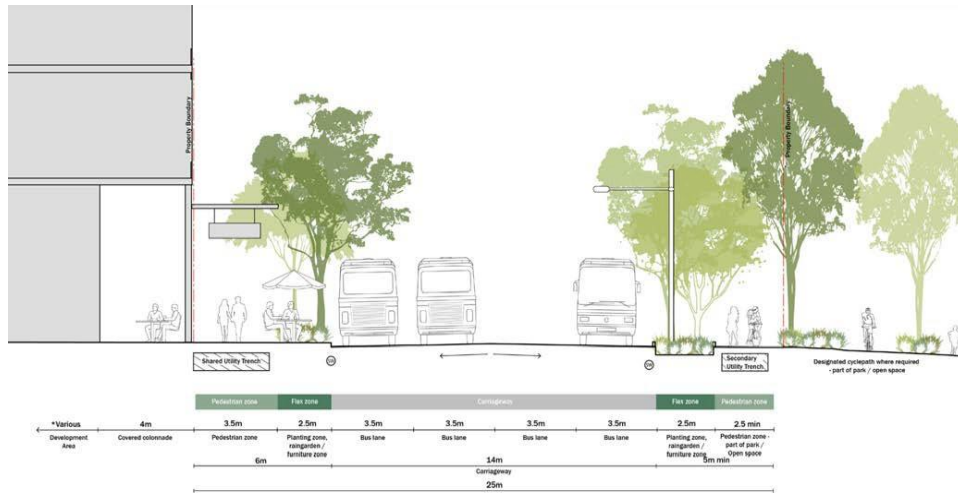 Property Boundary
Property Boundary
Shared Utility Trench
SW
SW
Secondary
Utility Trench.
Designated cyclepath where required
- part of park / open space
Pedestrian zone
Flex zone
Carriageway
Flex zone
Pedestrian zone
*Various
4m
3.5m
2.5m
3.5m
3.5m
3.5m
3.5m
2.5m
2.5 min
Development
Area
Covered colonnade
Pedestrian zone
Planting zone,
raingarden /
furniture zone
Bus lane
Bus lane
Bus lane
Bus lane
Planting zone,
raingarden /
furniture zone
Pedestrian zone -
part of park /
Open space
6m
14m
5m min
Carriageway
25m